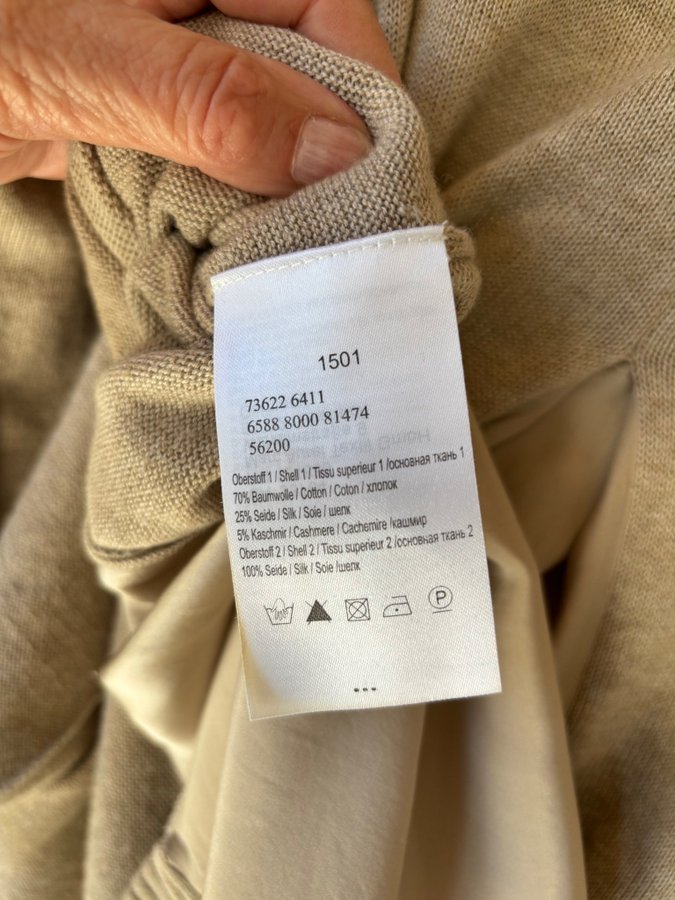 1501
73622 6411
6588 8000 81474
56200
Oberstoff 1 / Shell 1 / Tissu superieur 1 /основная ткань 1
70% Baumwolle / Cotton / Coton / хлопок
25% Seide / Silk / Soie / шелк
5% Kaschmir / Cashmere / Cachemire /кашмир
Oberstoff 2 / Shell 2 / Tissu superieur 2 /основная ткань 2
100% Seide / Silk / Soie /шелк
P
...